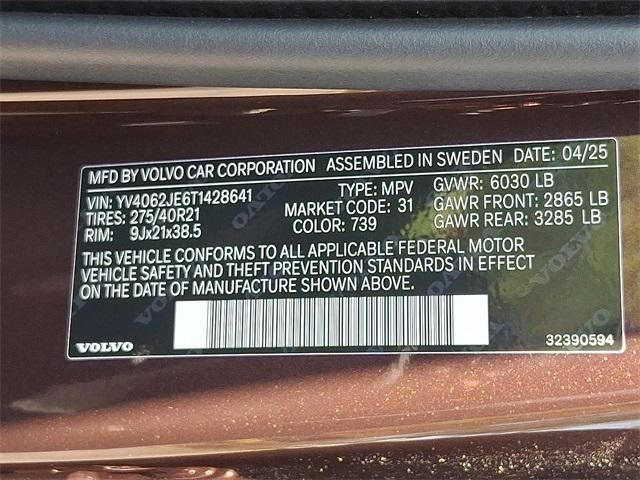 MFD BY VOLVO CAR CORPORATION ASSEMBLED IN SWEDEN DATE: 04/25
VIN: YV4062JE6T1428641 TYPE: MPV GVWR: 6030 LB
TIRES: 275/40R21 MARKET CODE: 31 GAWR FRONT: 2865 LB
RIM: 9Jx21x38.5 COLOR: 739 GAWR REAR: 3285 LB
THIS VEHICLE CONFORMS TO ALL APPLICABLE FEDERAL MOTOR
VEHICLE SAFETY AND THEFT PREVENTION STANDARDS IN EFFECT
ON THE DATE OF MANUFACTURE SHOWN ABOVE.
VOLVO 32390594